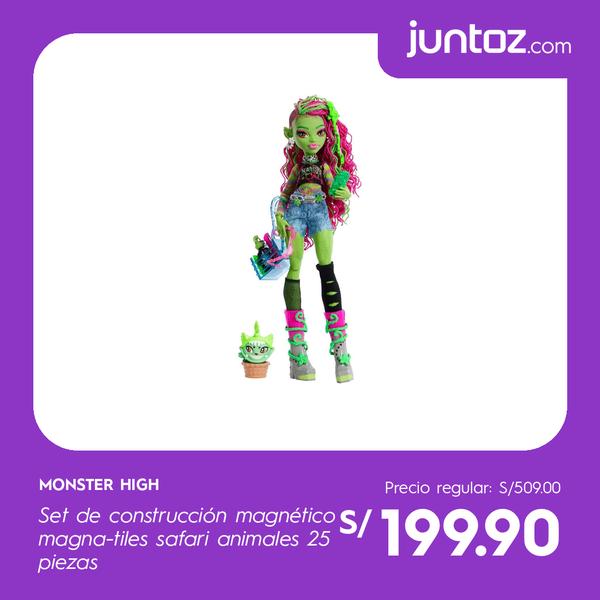 juntoz.com
MONSTER HIGH
Set de construcción magnético
magna-tiles safari animales 25
piezas
Precio regular: S/509.00
S/199.90